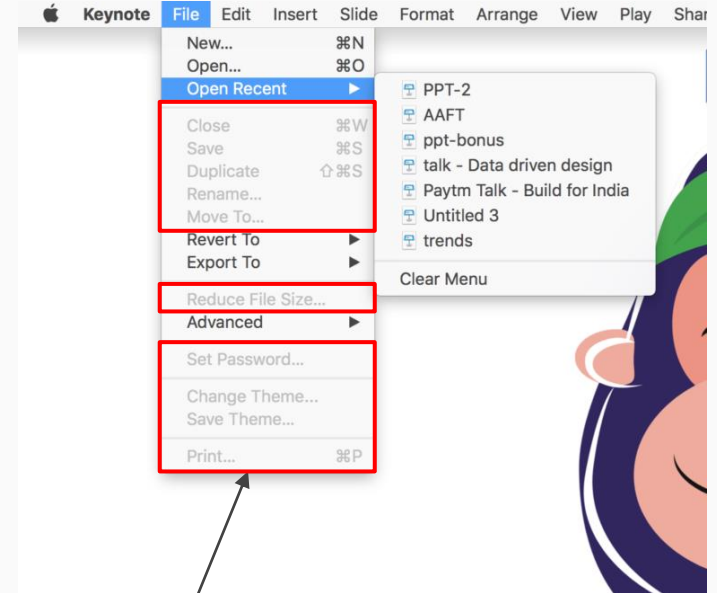 Keynote File Edit Insert Slide Format Arrange View Play Shar
New... ⌘N
Open... ⌘O
Open Recent ▶
Close ⌘W
Save ⌘S
Duplicate ⇧⌘S
Rename...
Move To...
Revert To ▶
Export To ▶
Reduce File Size...
Advanced ▶
Set Password...
Change Theme...
Save Theme...
Print... ⌘P
PPT-2
AAFT
ppt-bonus
talk - Data driven design
Paytm Talk - Build for India
Untitled 3
trends
Clear Menu